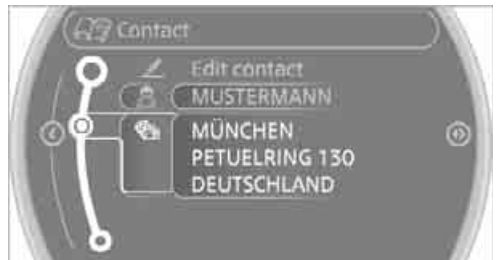 Contact
Edit contact
MUSTERMANN
MÜNCHEN
PETUELRING 130
DEUTSCHLAND